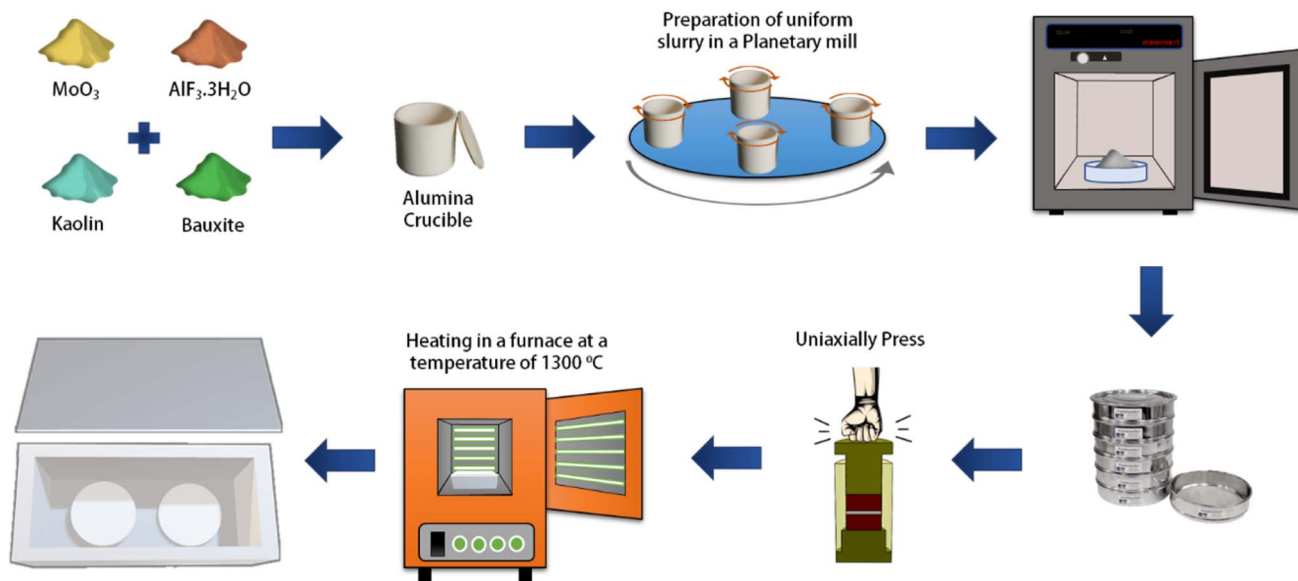 MoO₃
AlF₃.3H₂O
Kaolin
Bauxite
Alumina
Crucible
Preparation of uniform
slurry in a Planetary mill
Uniaxially Press
Heating in a furnace at a
temperature of 1300 ⁰C